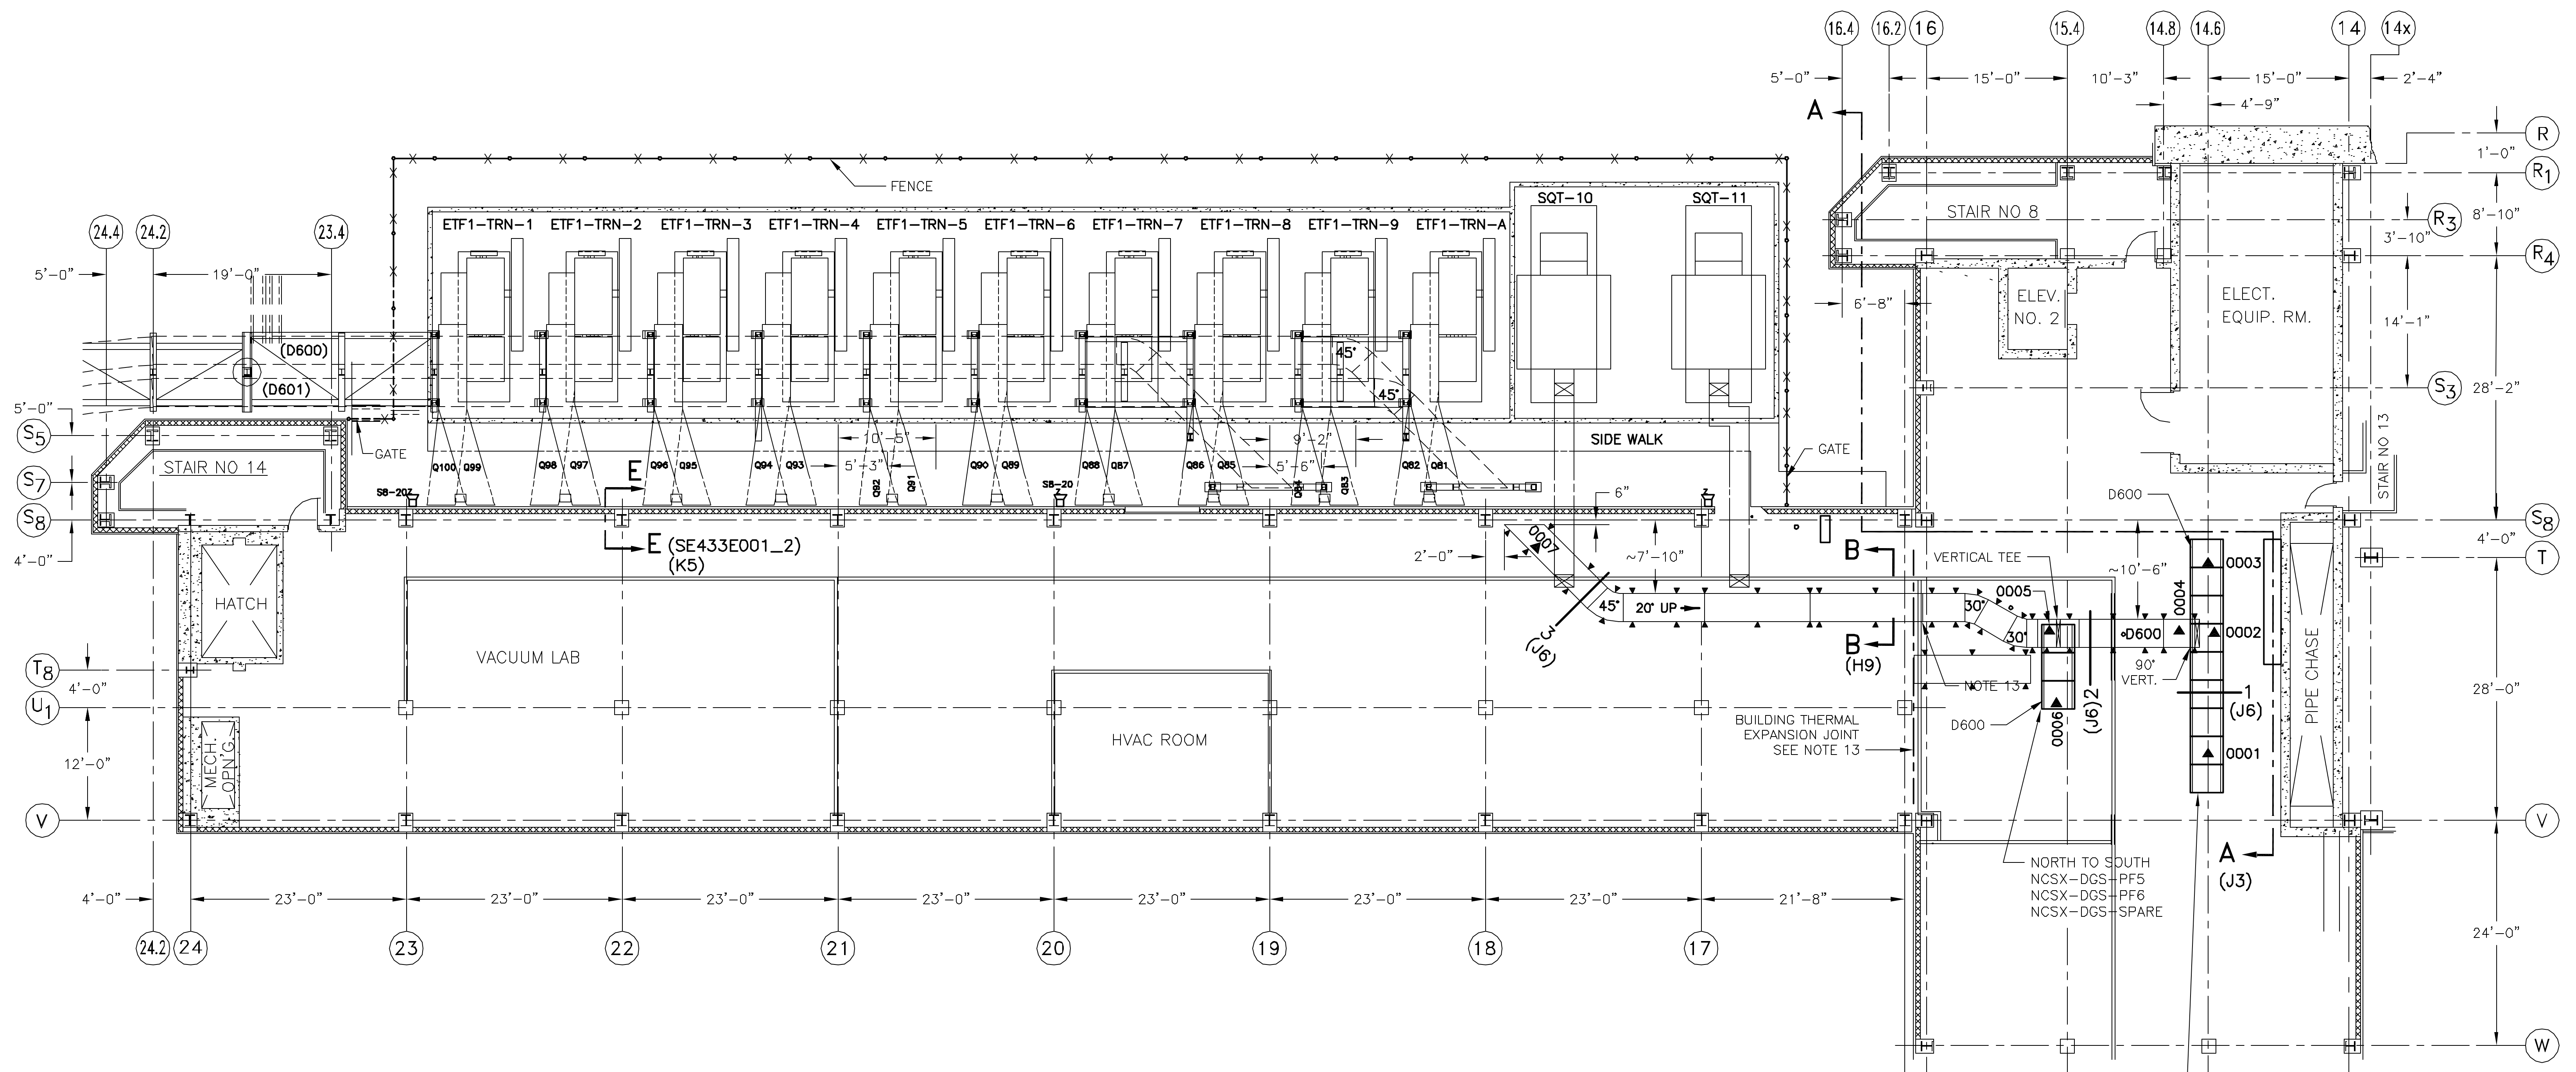 16.4 16.2 16 15.4 14.8 14.6 14 14x
5'-0" 15'-0" 10'-3" 15'-0" 2'-4"
4'-9"
A
R
1'-0"
R1
FENCE
8'-10"
SQT-10 SQT-11
STAIR NO 8
R3
ETF1-TRN-1 ETF1-TRN-2 ETF1-TRN-3 ETF1-TRN-4 ETF1-TRN-5 ETF1-TRN-6 ETF1-TRN-7 ETF1-TRN-8 ETF1-TRN-9 ETF1-TRN-A
24.4 24.2 23.4
3'-10"
R4
5'-0" 19'-0"
6'-8"
ELEV.
NO. 2
ELECT.
EQUIP. RM.
14'-1"
(D600)
45°
(D601)
45°
S3
28'-2"
5'-0"
S5
10'-5" 9'-2"
SIDE WALK
GATE
GATE
STAIR NO 14
5'-3" 5'-6"
Q100 Q99 Q98 Q97 Q96 Q95 Q94 Q93 Q92 Q91 Q90 Q89 Q88 Q87 Q86 Q85 Q84 Q83 Q82 Q81
E
STAIR NO 13
S7
S8-20
S8-20
6"
D600
S8
S8
4'-0"
E (SE433E001_2)
(K5)
0007
2'-0"
~7'-10"
B
VERTICAL TEE
~10'-6"
4'-0"
T
0003
HATCH
45°
20° UP
0005
30°
0004
3
(J6)
30°
D600
0002
VACUUM LAB
B
(H9)
90°
VERT.
T8
4'-0"
NOTE 13
2
(J6)
1
(J6)
PIPE CHASE
28'-0"
U1
BUILDING THERMAL
EXPANSION JOINT
SEE NOTE 13
D600
0006
HVAC ROOM
0001
MECH.
OPN'G
12'-0"
V
V
A
(J3)
NORTH TO SOUTH
NCSX-DGS-PF5
NCSX-DGS-PF6
NCSX-DGS-SPARE
4'-0" 23'-0" 23'-0" 23'-0" 23'-0" 23'-0" 23'-0" 23'-0" 21'-8"
24'-0"
24.2 24 23 22 21 20 19 18 17
W